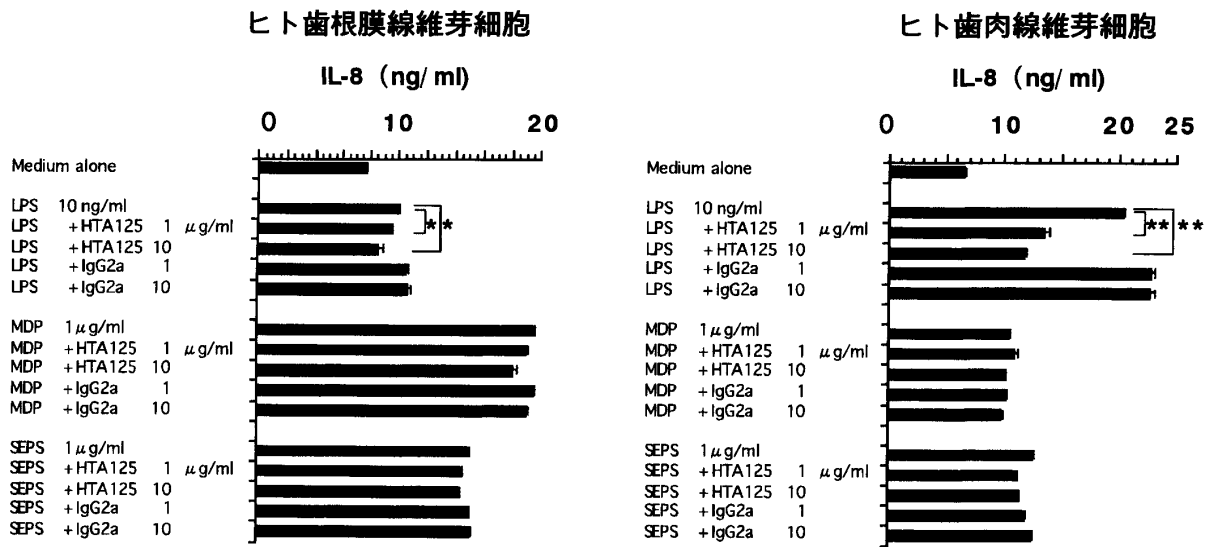 ヒト歯根膜線維芽細胞
IL-8 (ng/ ml)
0 10 20
Medium alone
LPS 10 ng/ml
LPS +HTA125 1 μg/ml
LPS +HTA125 10
LPS +IgG2a 1
LPS +IgG2a 10
**
MDP 1μg/ml
MDP +HTA125 1 μg/ml
MDP +HTA125 10
MDP +IgG2a 1
MDP +IgG2a 10
SEPS 1μg/ml
SEPS +HTA125 1 μg/ml
SEPS +HTA125 10
SEPS +IgG2a 1
SEPS +IgG2a 10
ヒト歯肉線維芽細胞
IL-8 (ng/ ml)
0 10 20 25
Medium alone
LPS 10 ng/ml
LPS +HTA125 1 μg/ml
LPS +HTA125 10
LPS +IgG2a 1
LPS +IgG2a 10
** **
MDP 1μg/ml
MDP +HTA125 1 μg/ml
MDP +HTA125 10
MDP +IgG2a 1
MDP +IgG2a 10
SEPS 1μg/ml
SEPS +HTA125 1 μg/ml
SEPS +HTA125 10
SEPS +IgG2a 1
SEPS +IgG2a 10